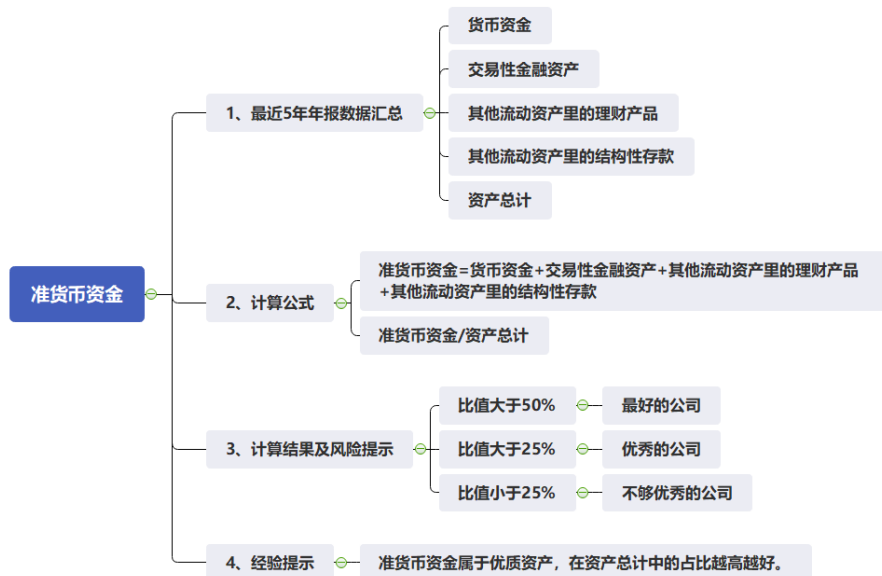 准货币资金
1、最近5年年报数据汇总
货币资金
交易性金融资产
其他流动资产里的理财产品
其他流动资产里的结构性存款
资产总计
2、计算公式
准货币资金=货币资金+交易性金融资产+其他流动资产里的理财产品
+其他流动资产里的结构性存款
准货币资金/资产总计
3、计算结果及风险提示
比值大于50%
最好的公司
比值大于25%
优秀的公司
比值小于25%
不够优秀的公司
4、经验提示
准货币资金属于优质资产，在资产总计中的占比越高越好。